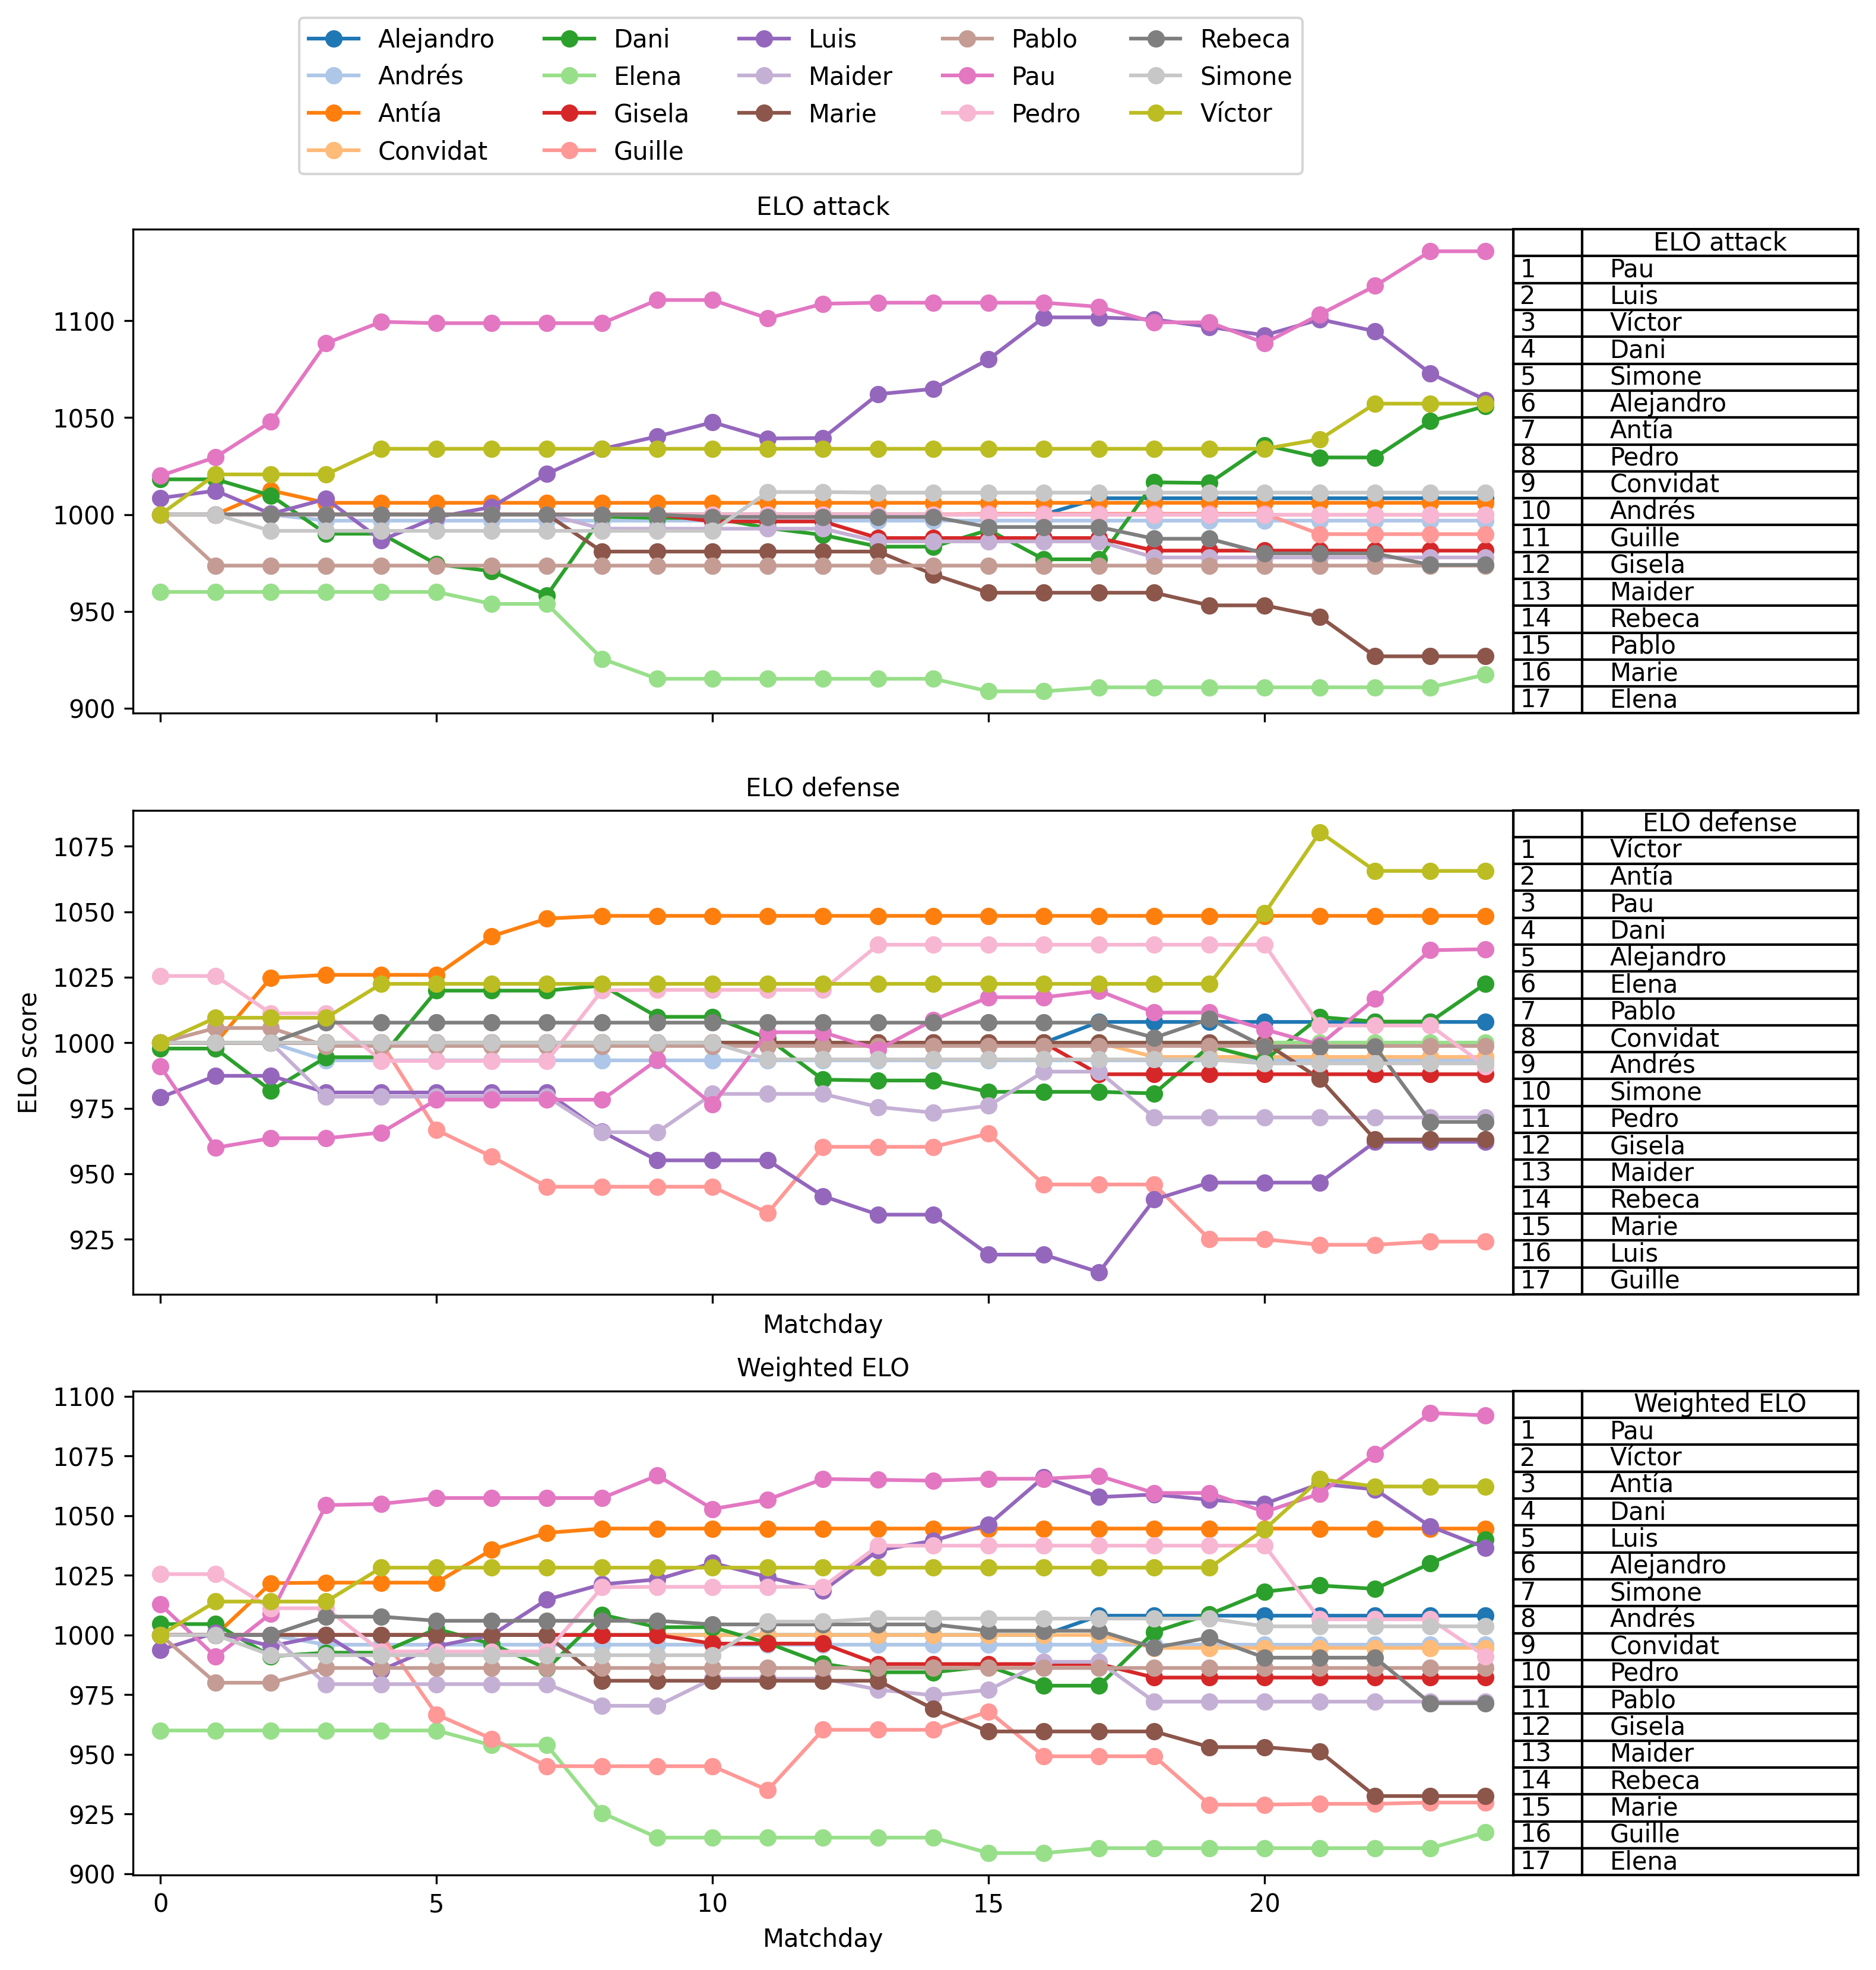 Alejandro Dani Luis Pablo Rebeca
Andrés Elena Maider Pau Simone
Antía Gisela Marie Pedro Víctor
Convidat Guille
ELO attack
1100
1050
1000
950
900
ELO attack
1 Pau
2 Luis
3 Víctor
4 Dani
5 Simone
6 Alejandro
7 Antía
8 Pedro
9 Convidat
10 Andrés
11 Guille
12 Gisela
13 Maider
14 Rebeca
15 Pablo
16 Marie
17 Elena
ELO defense
ELO score
1075
1050
1025
1000
975
950
925
Matchday
ELO defense
1 Víctor
2 Antía
3 Pau
4 Dani
5 Alejandro
6 Elena
7 Pablo
8 Convidat
9 Andrés
10 Simone
11 Pedro
12 Gisela
13 Maider
14 Rebeca
15 Marie
16 Luis
17 Guille
Weighted ELO
1100
1075
1050
1025
1000
975
950
925
900
0 5 10 15 20
Matchday
Weighted ELO
1 Pau
2 Víctor
3 Antía
4 Dani
5 Luis
6 Alejandro
7 Simone
8 Andrés
9 Convidat
10 Pedro
11 Pablo
12 Gisela
13 Maider
14 Rebeca
15 Marie
16 Guille
17 Elena